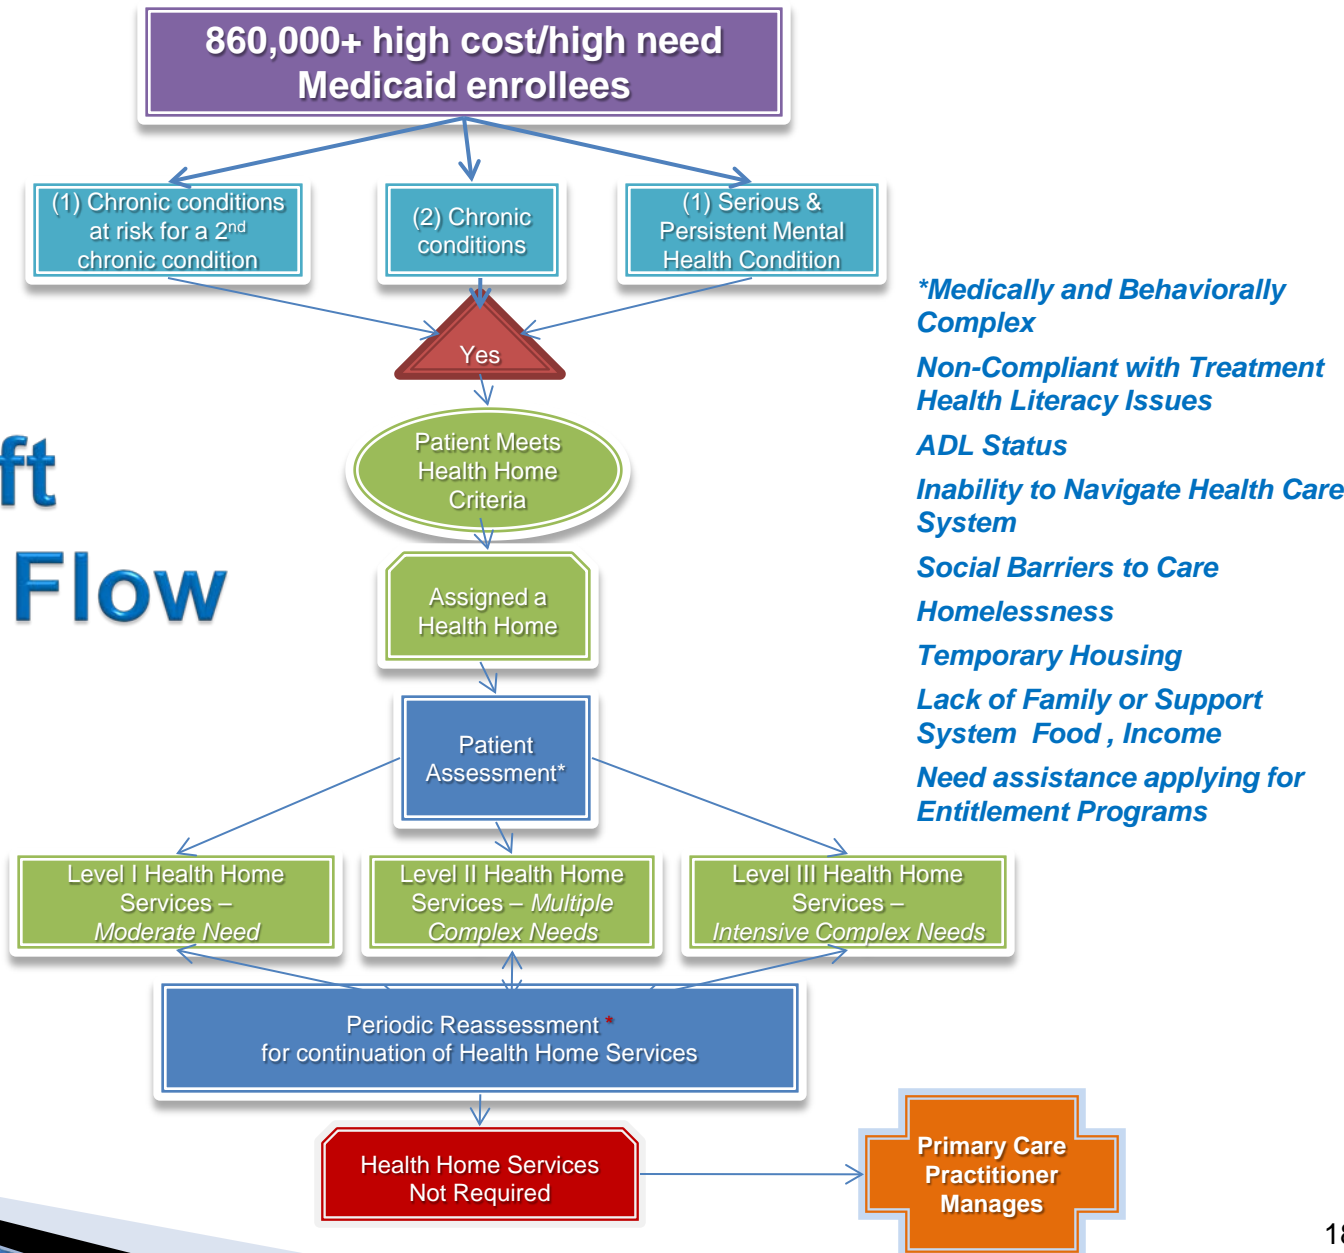 860,000+ high cost/high need
Medicaid enrollees
(1) Chronic conditions
at risk for a 2nd
chronic condition
(2) Chronic
conditions
(1) Serious &
Persistent Mental
Health Condition
Yes
Patient Meets
Health Home
Criteria
Assigned a
Health Home
ft
Flow
Patient
Assessment*
*Medically and Behaviorally
Complex
Non-Compliant with Treatment
Health Literacy Issues
ADL Status
Inability to Navigate Health Care
System
Social Barriers to Care
Homelessness
Temporary Housing
Lack of Family or Support
System Food , Income
Need assistance applying for
Entitlement Programs
Level I Health Home
Services –
Moderate Need
Level II Health Home
Services – Multiple
Complex Needs
Level III Health Home
Services –
Intensive Complex Needs
Periodic Reassessment *
for continuation of Health Home Services
Health Home Services
Not Required
Primary Care
Practitioner
Manages
18